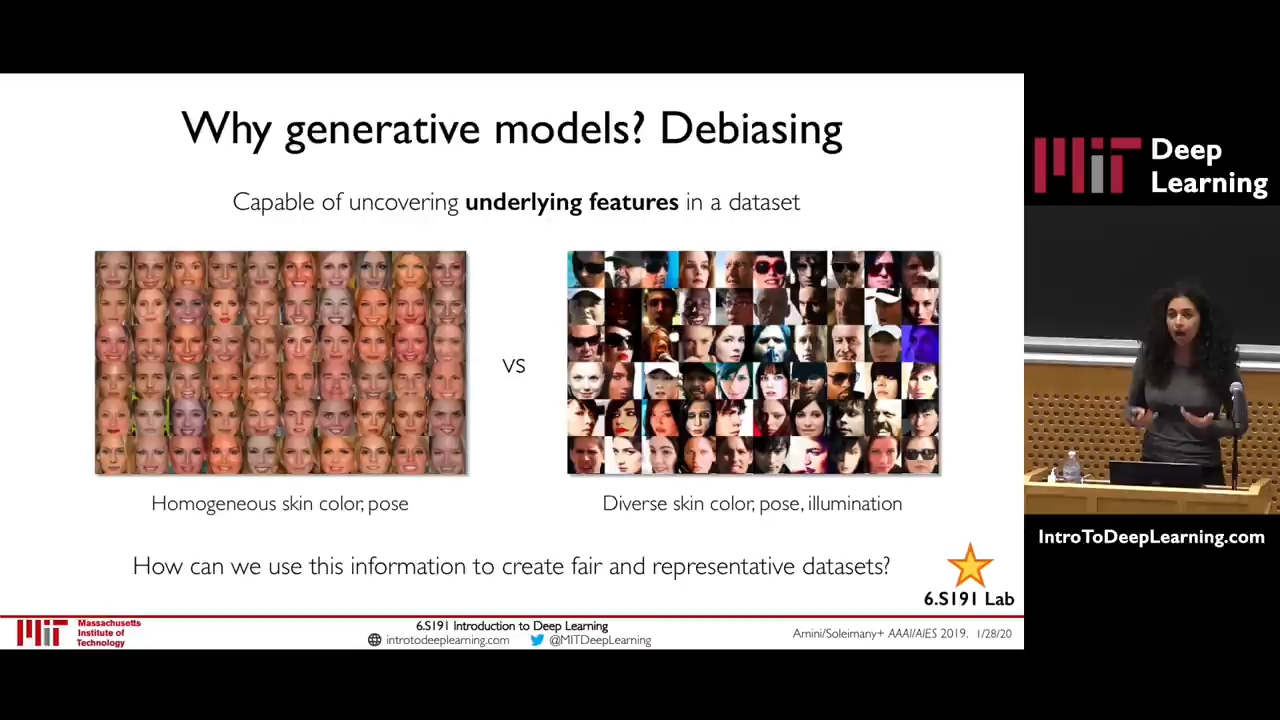 Why generative models? Debiasing
Capable of uncovering underlying features in a dataset
vs
Homogeneous skin color, pose
Diverse skin color, pose, illumination
How can we use this information to create fair and representative datasets?
6.S191 Lab
MIT
Massachusetts
Institute of
Technology
6.S191 Introduction to Deep Learning
introtodeeplearning.com
@MITDeepLearning
Amini/Soleimany+ AAAI/AIES 2019.
1/28/20
MIT
Deep
Learning
IntroToDeepLearning.com